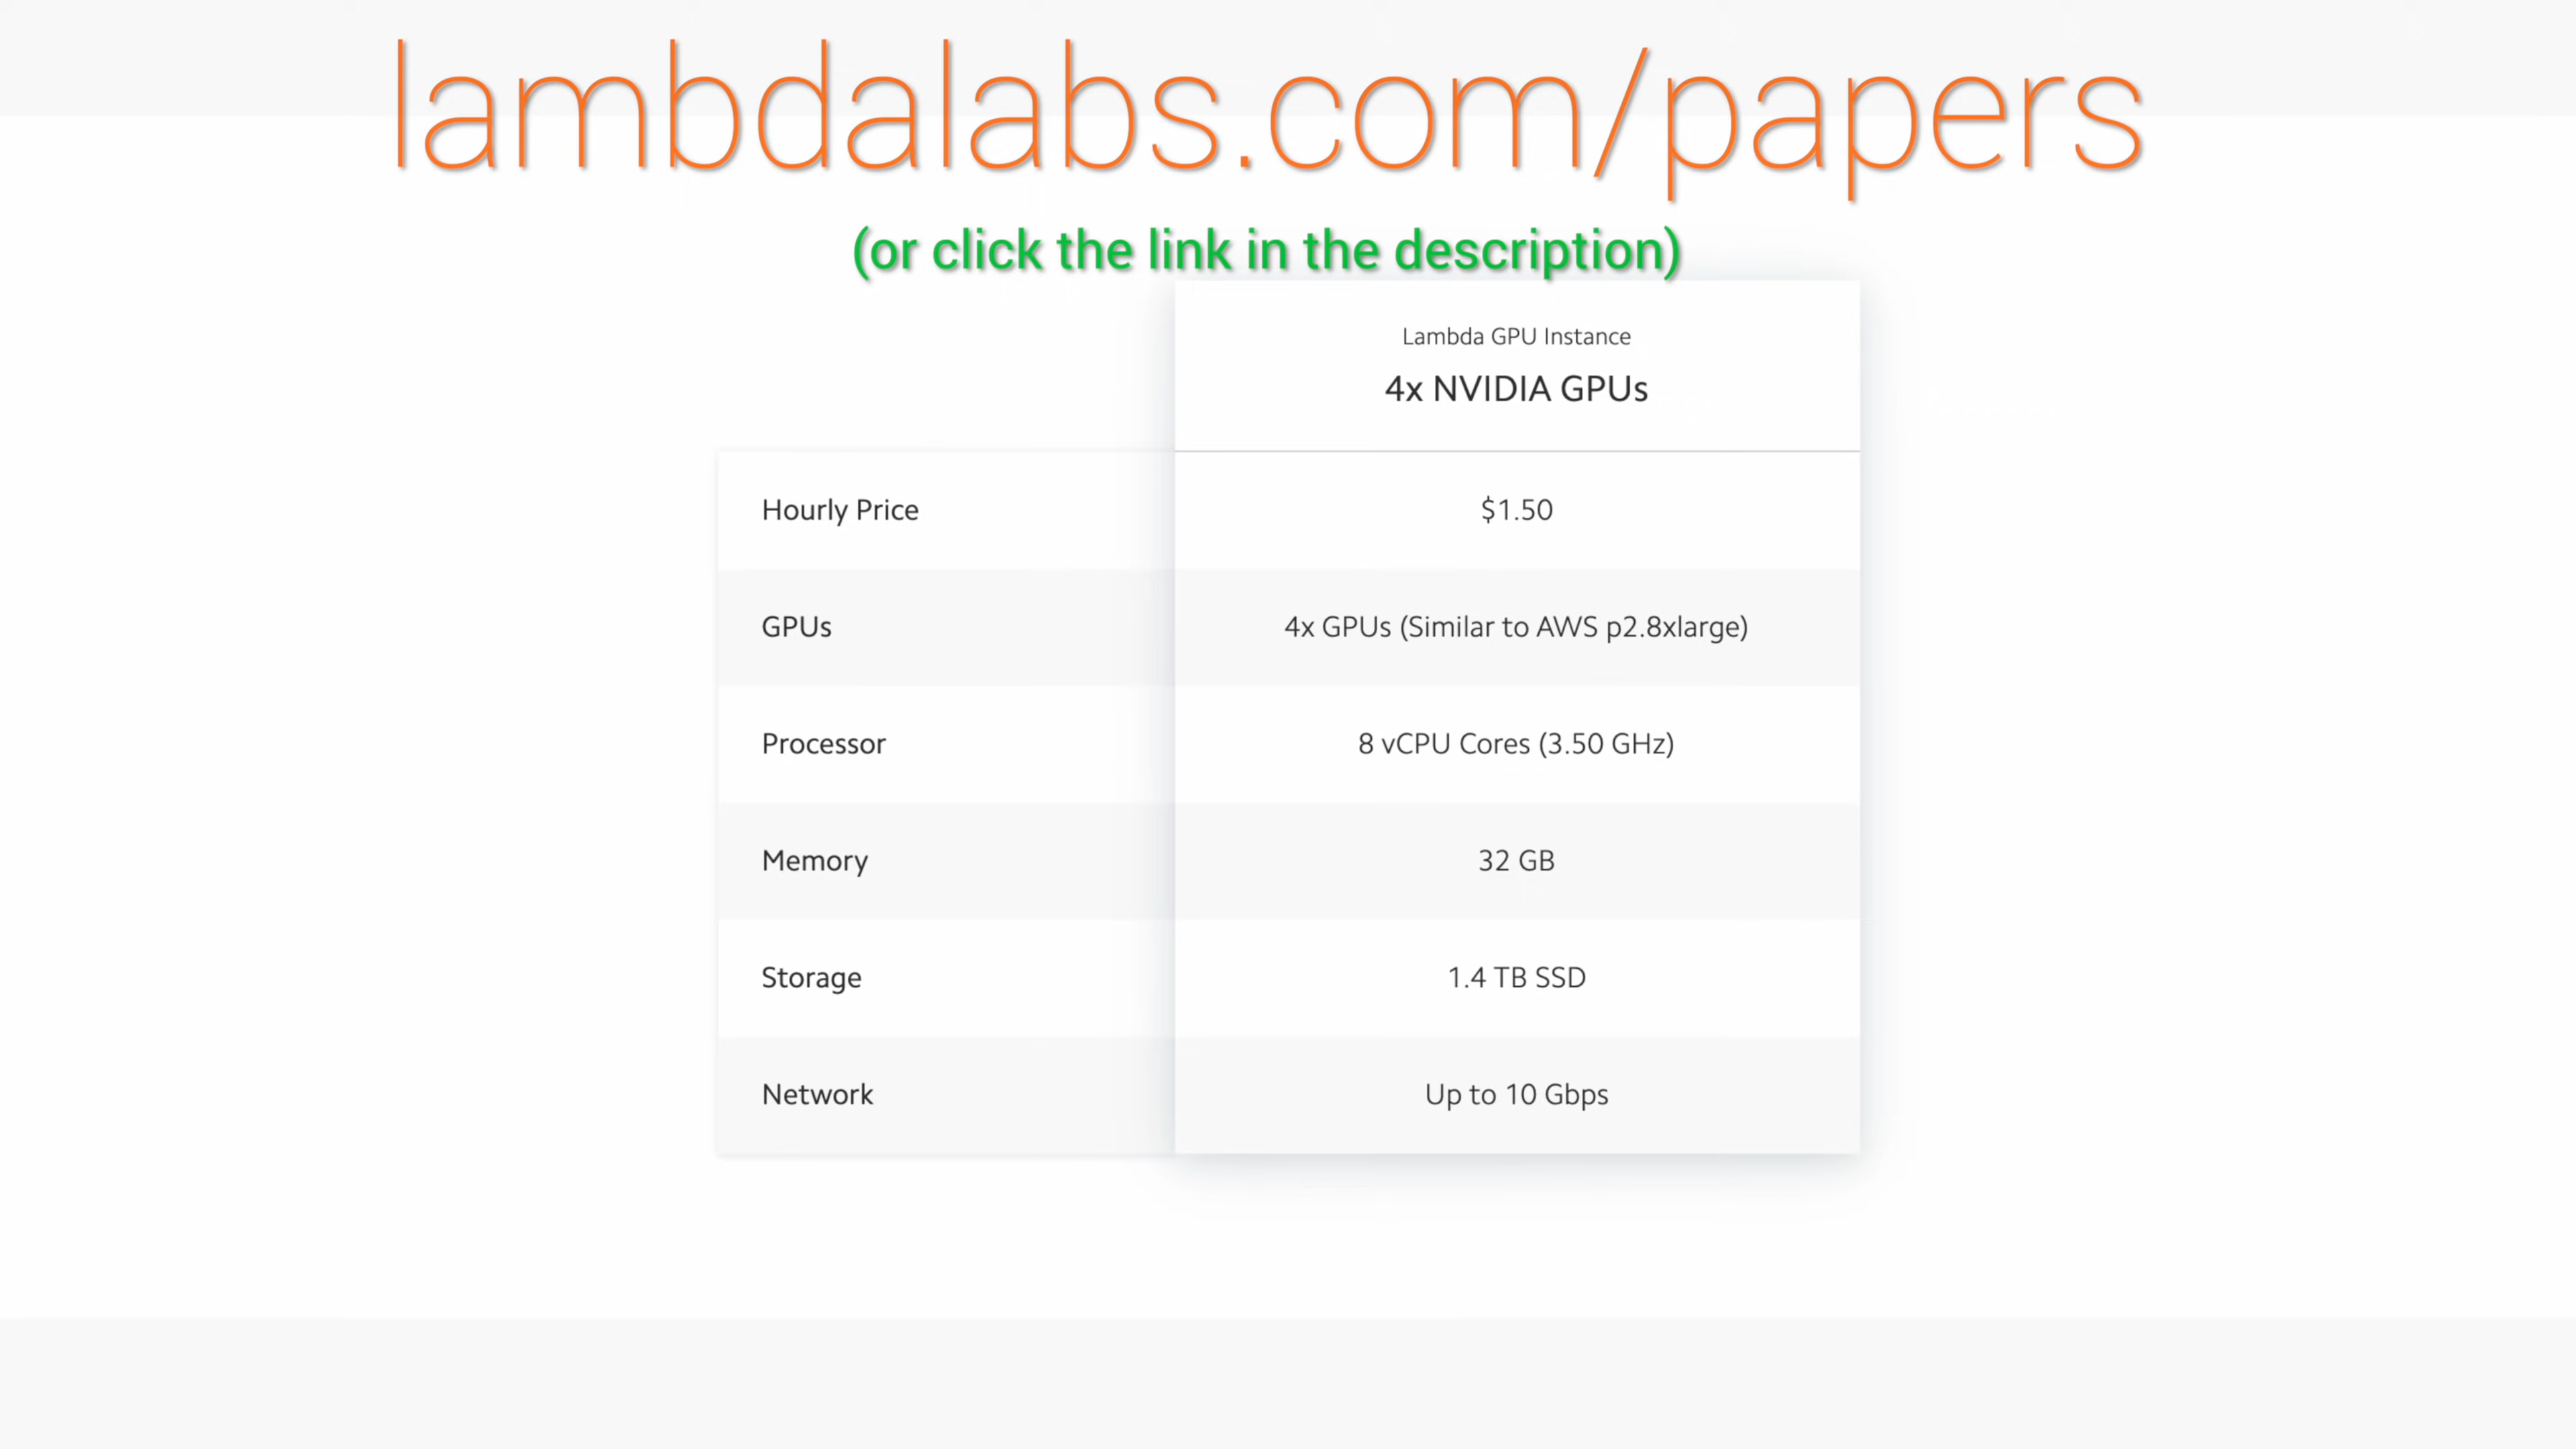 lambdalabs.com/papers
(or click the link in the description)
Lambda GPU Instance
4x NVIDIA GPUs
Hourly Price $1.50
GPUs 4x GPUs (Similar to AWS p2.8xlarge)
Processor 8 vCPU Cores (3.50 GHz)
Memory 32 GB
Storage 1.4 TB SSD
Network Up to 10 Gbps